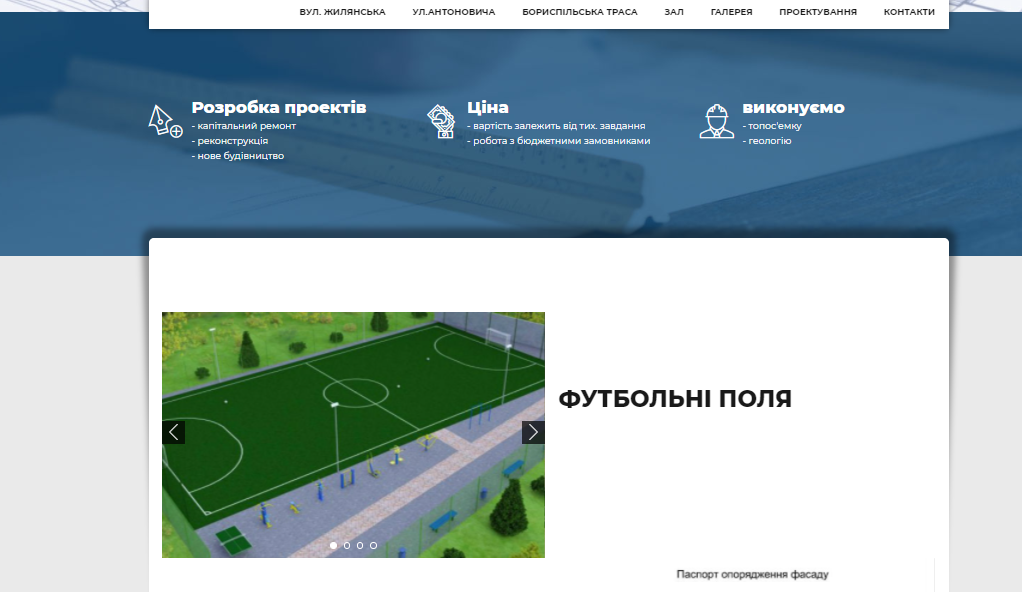 ВУЛ. ЖИЛЯНСЬКА УЛ.АНТОНОВИЧА БОРИСПІЛЬСЬКА ТРАСА ЗАЛ ГАЛЕРЕЯ ПРОЕКТУВАННЯ КОНТАКТИ
Розробка проектів
- капітальний ремонт
- реконструкція
- нове будівництво
Ціна
- вартість залежить від тих. завдання
- робота з бюджетними замовниками
виконуємо
- топос'емку
- геологію
ФУТБОЛЬНІ ПОЛЯ
Паспорт опорядження фасаду